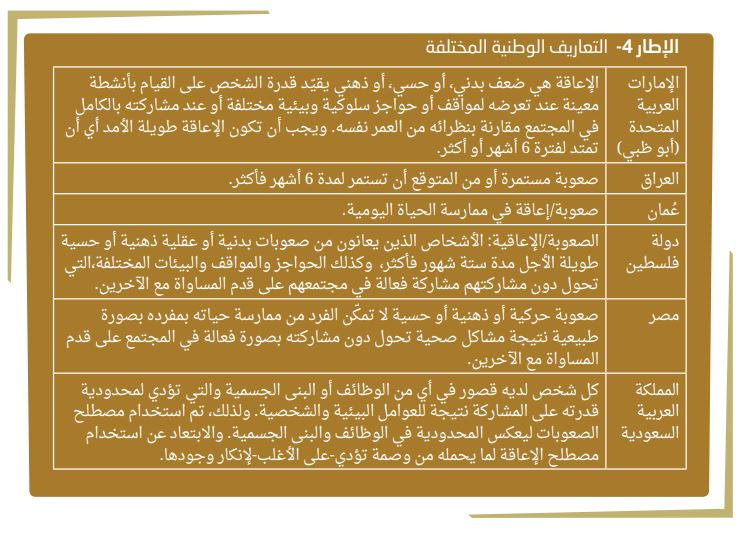 الإطار 4- التعاريف الوطنية المختلفة
الإمارات
العربية
المتحدة
(أبو ظبي)
الإعاقة هي ضعف بدني، أو حسي، أو ذهني يقيّد قدرة الشخص على القيام بأنشطة
معينة عند تعرضه لمواقف أو حواجز سلوكية وبيئية مختلفة أو عند مشاركته بالكامل
في المجتمع مقارنة بنظرائه من العمر نفسه. ويجب أن تكون الإعاقة طويلة الأمد أي أن
تمتد لفترة 6 أشهر أو أكثر.
العراق
صعوبة مستمرة أو من المتوقع أن تستمر لمدة 6 أشهر فأكثر.
عُمان
صعوبة/إعاقة في ممارسة الحياة اليومية.
دولة
فلسطين
الصعوبة/الإعاقية: الأشخاص الذين يعانون من صعوبات بدنية أو عقلية ذهنية أو حسية
طويلة الأجل مدة ستة شهور فأكثر، وكذلك الحواجز والمواقف والبيئات المختلفة،التي
تحول دون مشاركتهم مشاركة فعالة في مجتمعهم على قدم المساواة مع الآخرين.
مصر
صعوبة حركية أو ذهنية أو حسية لا تمكّن الفرد من ممارسة حياته بمفرده بصورة
طبيعية نتيجة مشاكل صحية تحول دون مشاركته بصورة فعالة في المجتمع على قدم
المساواة مع الآخرين.
المملكة
العربية
السعودية
كل شخص لديه قصور في أي من الوظائف أو البنى الجسمية والتي تؤدي لمحدودية
قدرته على المشاركة نتيجة للعوامل البيئية والشخصية. ولذلك، تم استخدام مصطلح
الصعوبات ليعكس المحدودية في الوظائف والبنى الجسمية. والابتعاد عن استخدام
مصطلح الإعاقة لما يحمله من وصمة تؤدي-على الأغلب-لإنكار وجودها.